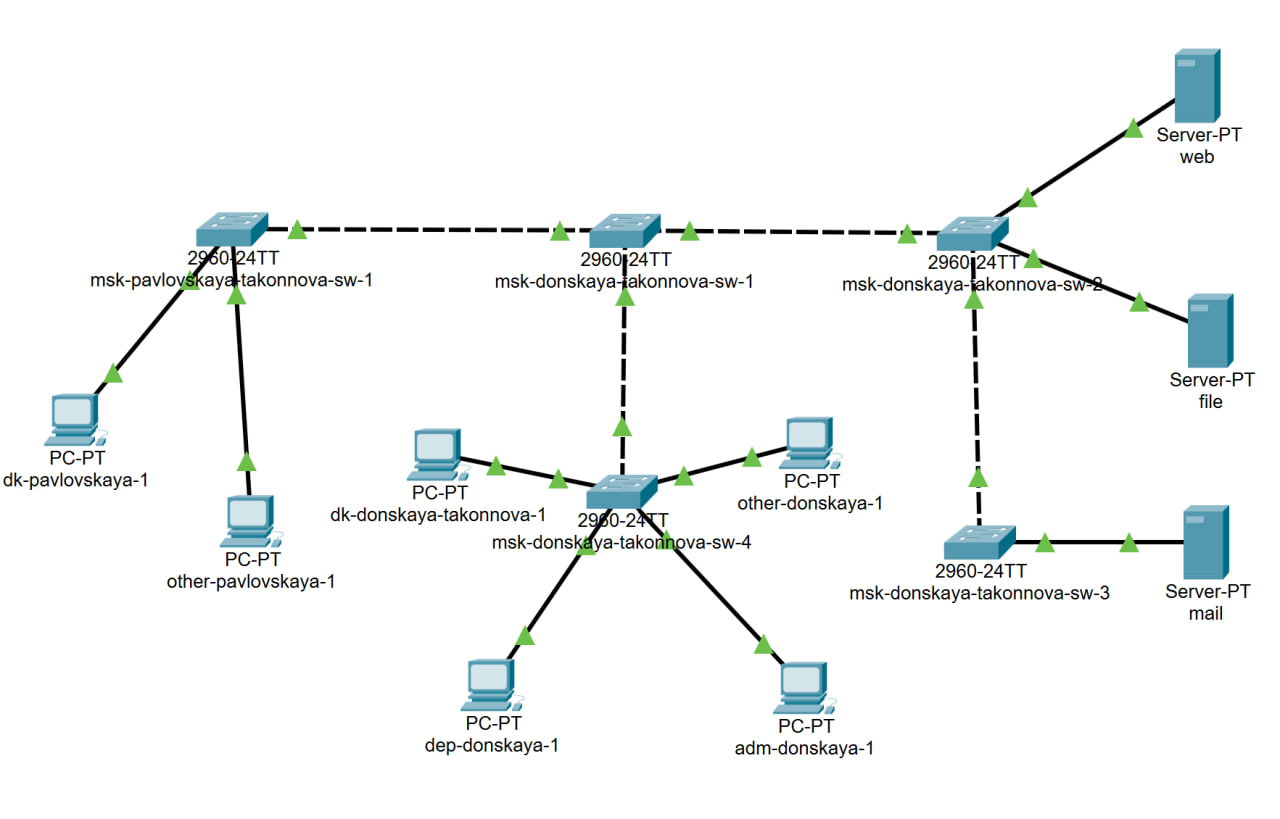 Server-PT
web
2960-24TT
msk-pavlovskaya-takonnova-sw-1
2960-24TT
msk-donskaya-takonnova-sw-1
2960-24TT
msk-donskaya-takonnova-sw-2
Server-PT
file
PC-PT
dk-pavlovskaya-1
PC-PT
dk-donskaya-takonnova-1
PC-PT
other-donskaya-1
2960-24TT
msk-donskaya-takonnova-sw-4
PC-PT
other-pavlovskaya-1
2960-24TT
msk-donskaya-takonnova-sw-3
Server-PT
mail
PC-PT
dep-donskaya-1
PC-PT
adm-donskaya-1